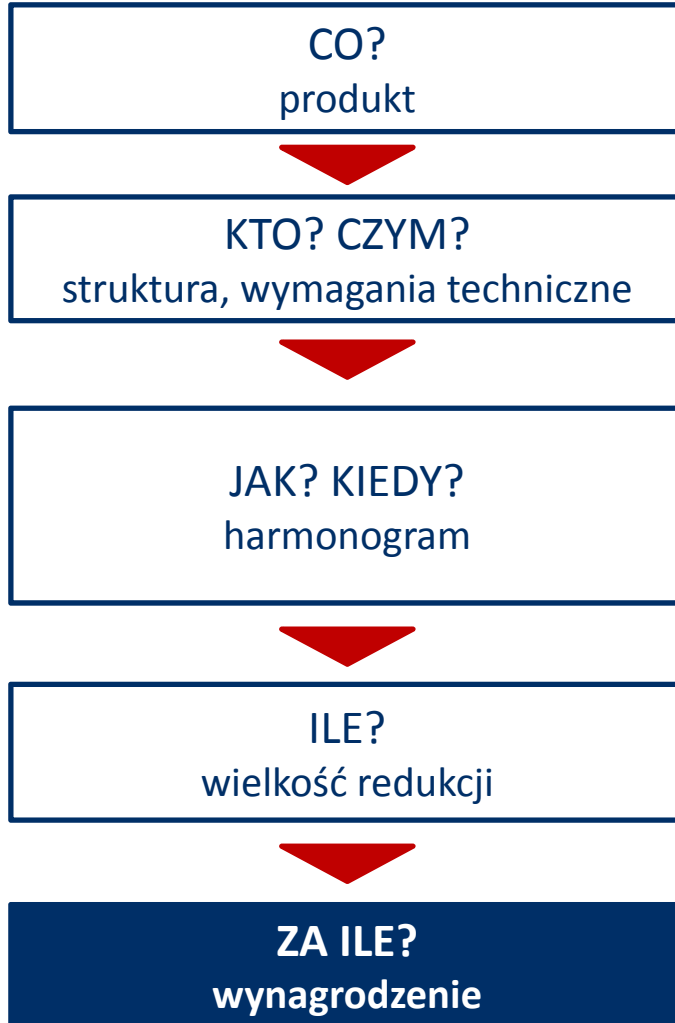 CO?
produkt
KTO? CZYM?
struktura, wymagania techniczne
JAK? KIEDY?
harmonogram
ILE?
wielkość redukcji
ZA ILE?
wynagrodzenie